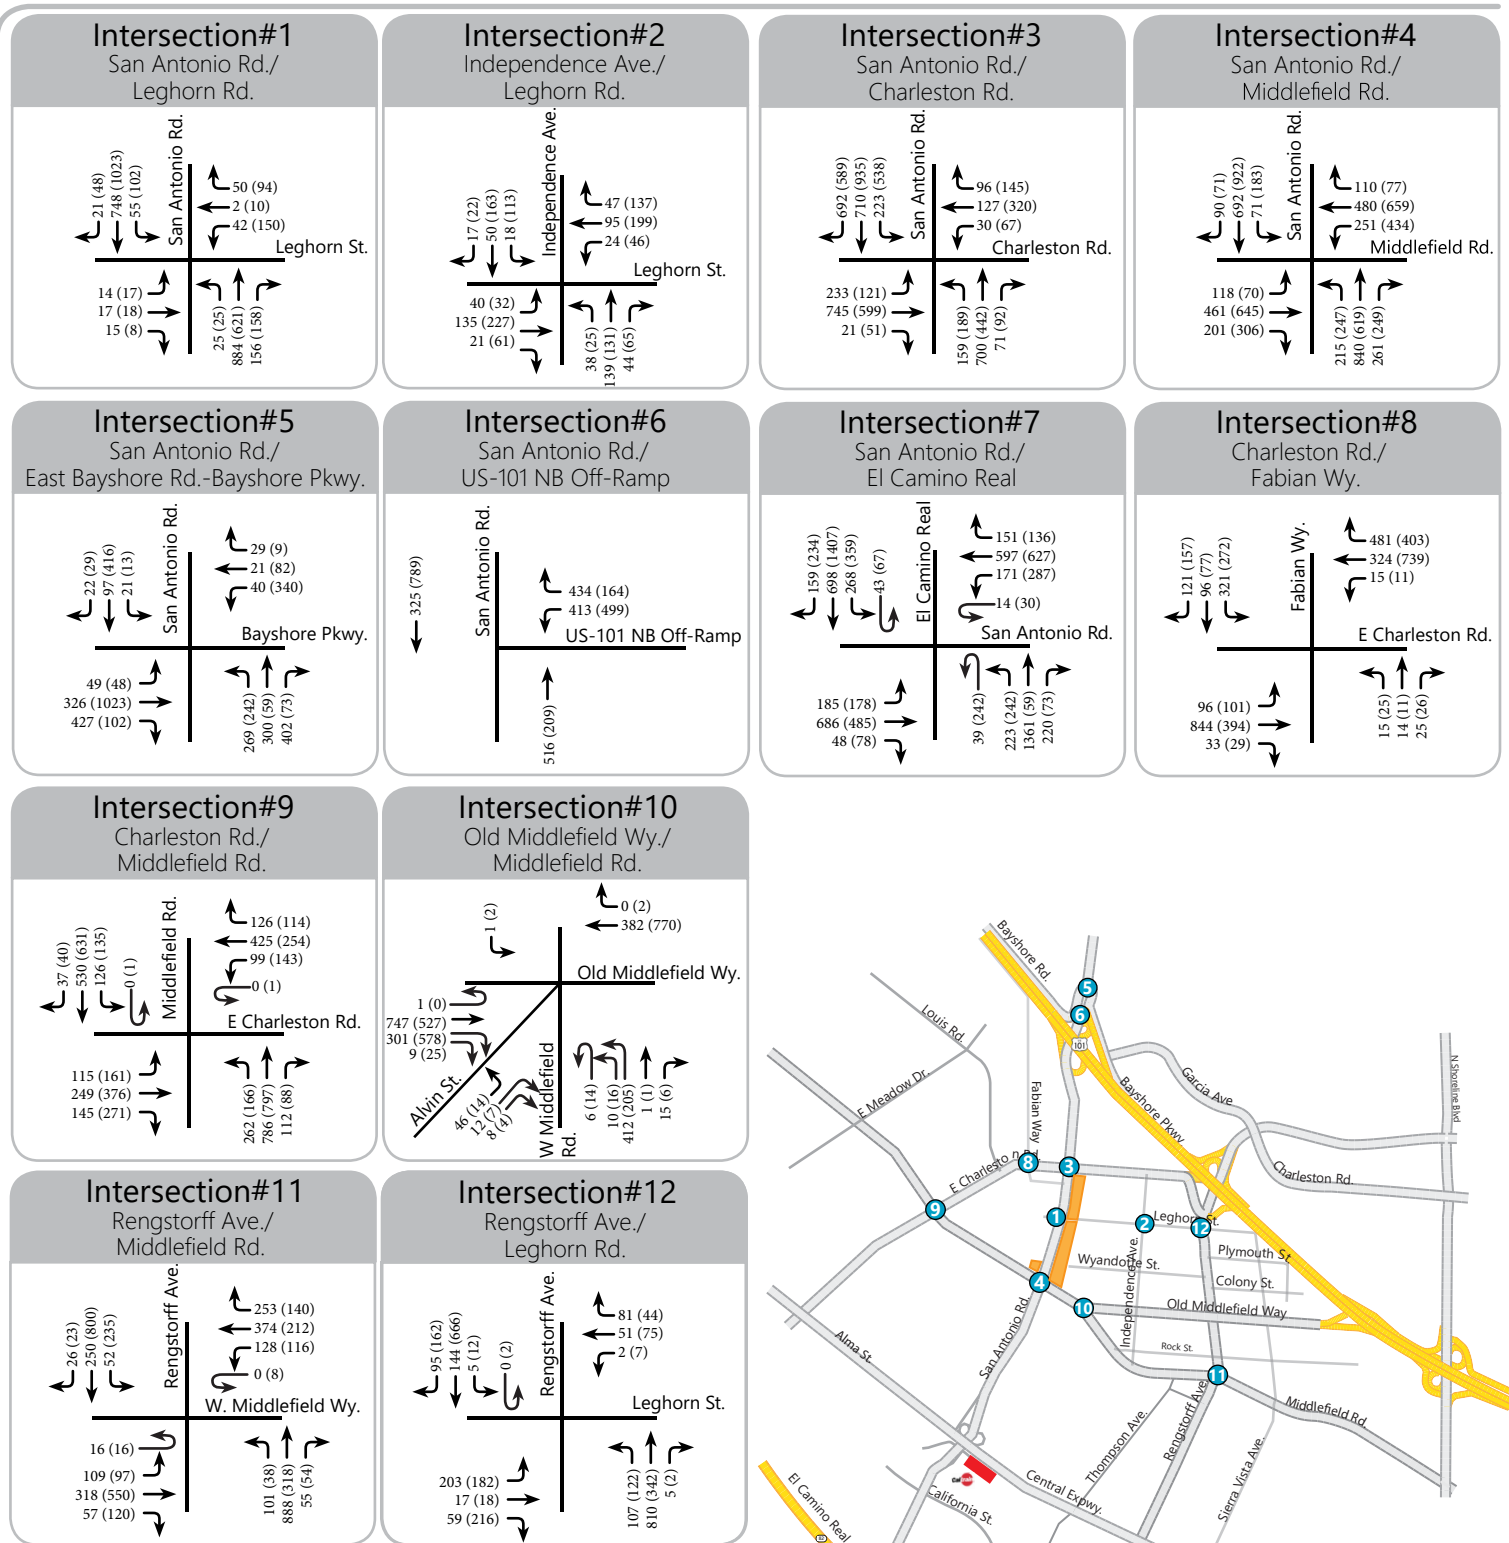 Intersection#1
San Antonio Rd./
Leghorn Rd.
San Antonio Rd.
21 (48)
748 (1023)
55 (102)
50 (94)
2 (10)
42 (150)
Leghorn St.
14 (17)
17 (18)
15 (8)
25 (25)
884 (621)
156 (158)
Intersection#2
Independence Ave./
Leghorn Rd.
Independence Ave.
17 (22)
50 (163)
18 (113)
47 (137)
95 (199)
24 (46)
Leghorn St.
40 (32)
135 (227)
21 (61)
38 (25)
139 (131)
44 (65)
Intersection#3
San Antonio Rd./
Charleston Rd.
San Antonio Rd.
692 (589)
710 (935)
223 (538)
96 (145)
127 (320)
30 (67)
Charleston Rd.
233 (121)
745 (599)
21 (51)
159 (189)
700 (442)
71 (92)
Intersection#4
San Antonio Rd./
Middlefield Rd.
San Antonio Rd.
90 (71)
692 (922)
71 (183)
110 (77)
480 (659)
251 (434)
Middlefield Rd.
118 (70)
461 (645)
201 (306)
215 (247)
840 (619)
261 (249)
Intersection#5
San Antonio Rd./
East Bayshore Rd.-Bayshore Pkwy.
San Antonio Rd.
22 (29)
97 (416)
21 (13)
29 (9)
21 (82)
40 (340)
Bayshore Pkwy.
49 (48)
326 (1023)
427 (102)
269 (242)
300 (59)
402 (73)
Intersection#6
San Antonio Rd./
US-101 NB Off-Ramp
San Antonio Rd.
325 (789)
434 (164)
413 (499)
US-101 NB Off-Ramp
516 (209)
Intersection#7
San Antonio Rd./
El Camino Real
El Camino Real
159 (234)
698 (1407)
268 (359)
43 (67)
151 (136)
597 (627)
171 (287)
14 (30)
San Antonio Rd.
185 (178)
686 (485)
48 (78)
39 (242)
223 (242)
1361 (59)
220 (73)
Intersection#8
Charleston Rd./
Fabian Wy.
Fabian Wy.
121 (157)
96 (77)
321 (272)
481 (403)
324 (739)
15 (11)
E Charleston Rd.
96 (101)
844 (394)
33 (29)
15 (25)
14 (11)
25 (26)
Intersection#9
Charleston Rd./
Middlefield Rd.
Middlefield Rd.
37 (40)
530 (631)
126 (135)
0 (1)
126 (114)
425 (254)
99 (143)
0 (1)
E Charleston Rd.
115 (161)
249 (376)
145 (271)
262 (166)
786 (797)
112 (88)
Intersection#10
Old Middlefield Wy./
Middlefield Rd.
1 (2)
0 (2)
382 (770)
Old Middlefield Wy.
1 (0)
747 (527)
301 (578)
9 (25)
Alvin St.
46 (14)
12 (7)
8 (4)
W Middlefield
Rd.
6 (14)
10 (16)
412 (205)
1 (1)
15 (6)
Intersection#11
Rengstorff Ave./
Middlefield Rd.
Rengstorff Ave.
26 (23)
250 (800)
52 (235)
253 (140)
374 (212)
128 (116)
0 (8)
W. Middlefield Wy.
16 (16)
109 (97)
318 (550)
57 (120)
101 (38)
888 (318)
55 (54)
Intersection#12
Rengstorff Ave./
Leghorn Rd.
Rengstorff Ave.
95 (162)
144 (666)
5 (12)
0 (2)
81 (44)
51 (75)
2 (7)
Leghorn St.
203 (182)
17 (18)
59 (216)
107 (122)
810 (342)
5 (2)
Bayshore Rd.
5
6
101
Louis Rd.
E Meadow Dr.
Fabian Way
Bayshore Pkwy.
Garcia Ave
N Shoreline Blvd
E Charlesto n Rd.
8
3
Charleston Rd.
9
1
2
Leghorn St.
12
Wyandotte St.
Independence Ave.
Plymouth St
Colony St.
4
10
Old Middlefield Way
San Antonio Rd.
Rock St.
Alma St.
11
Middlefield Rd
Thompson Ave.
Rengstorff Ave.
Sierra Vista Ave.
Central Expwy.
California St.
El Camino Real
82